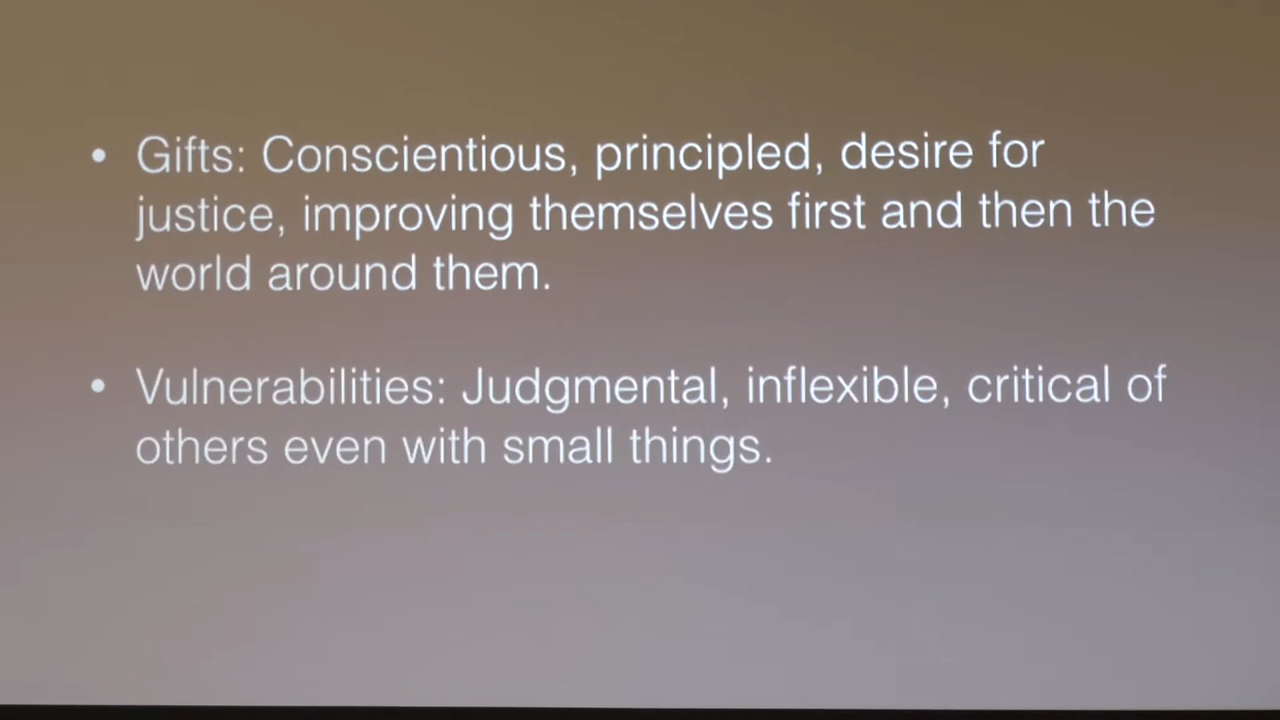 • Gifts: Conscientious, principled, desire for
justice, improving themselves first and then the
world around them.
• Vulnerabilities: Judgmental, inflexible, critical of
others even with small things.